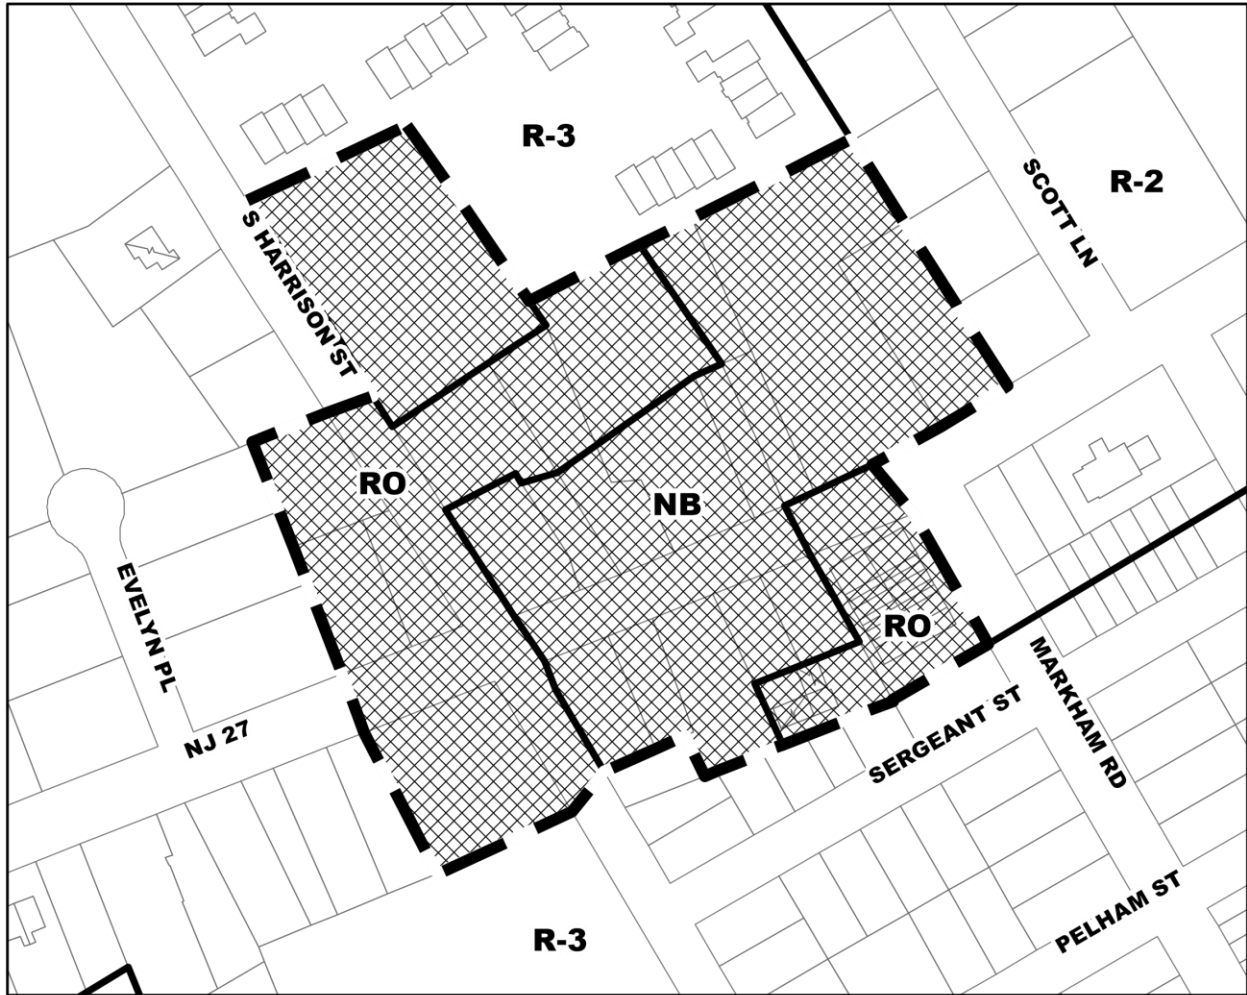 R-3
R-2
SCOTT LN
S HARRISON ST
RO
NB
EVELYN PL
RO
NJ 27
MARKHAM RD
SERGEANT ST
PELHAM ST
R-3